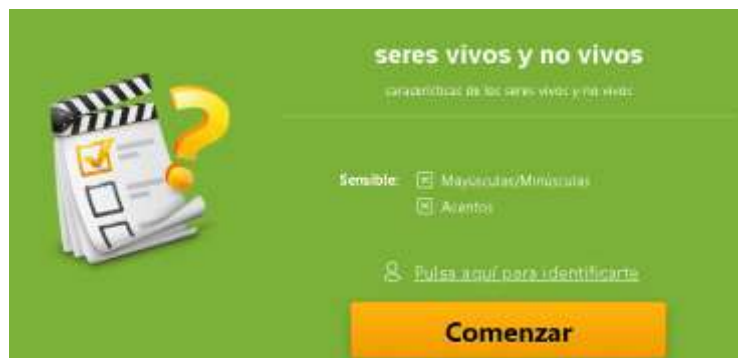 seres vivos y no vivos
características de los seres vivos y no vivos
Sensible: Mayúsculas/Minúsculas
Acentos
Pulsa aquí para identificarte
Comenzar